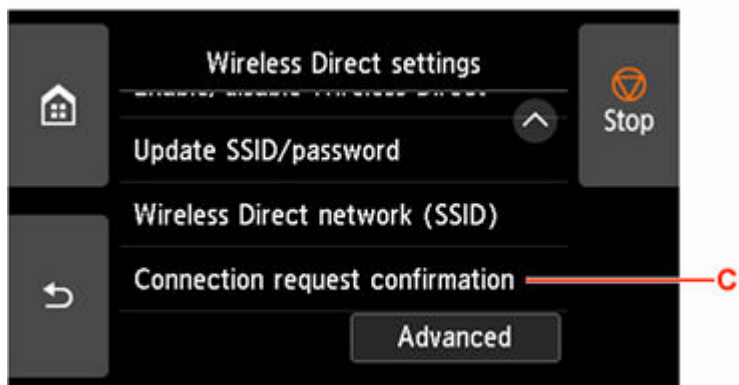 Wireless Direct settings
Stop
Update SSID/password
Wireless Direct network (SSID)
Connection request confirmation
C
Advanced